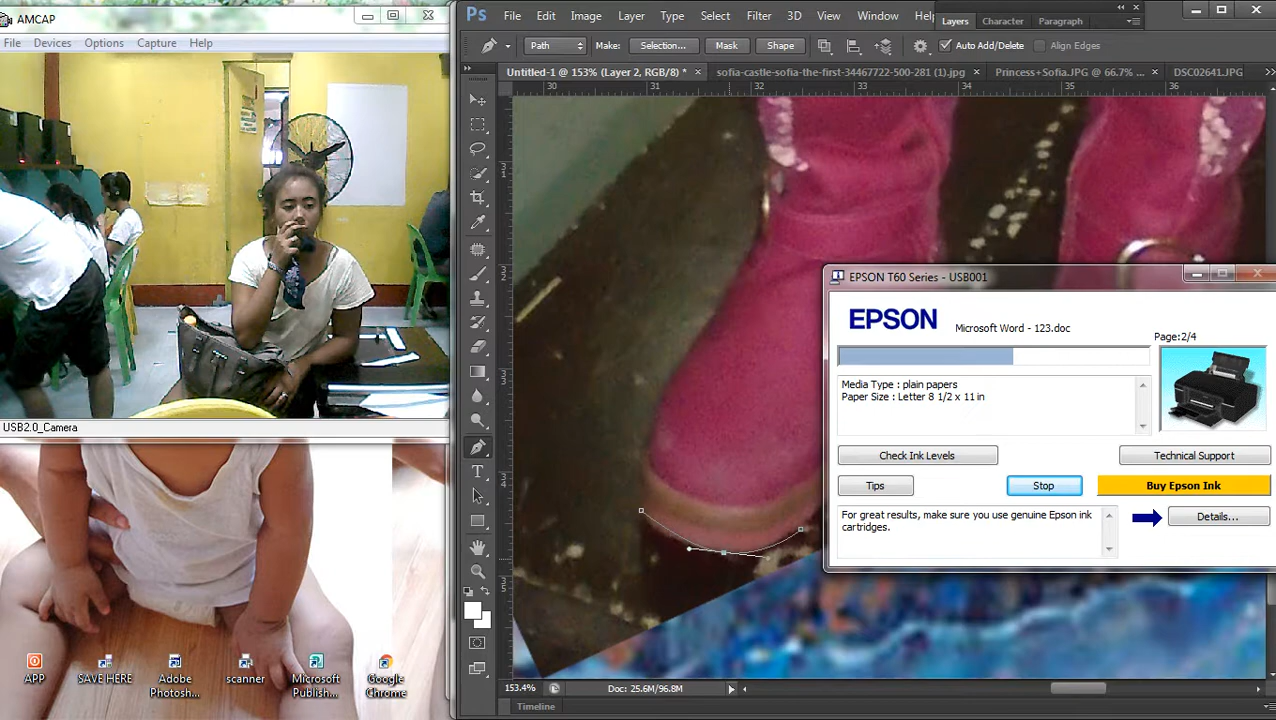 AMCAP
File Devices Options Capture Help
USB2.0_Camera
APP
SAVE HERE
Adobe
Photosh...
scanner
Microsoft
Publish...
Google
Chrome
Ps File Edit Image Layer Type Select Filter 3D View Window Help
Layers Character Paragraph
Path Make: Selection... Mask Shape Auto Add/Delete Align Edges
Untitled-1 @ 153% (Layer 2, RGB/8) * × sofia-castle-sofia-the-first-34467722-500-281 (1).jpg × Princess+Sofia.JPG @ 66.7% ... × DSC02641.JPG
30 31 32 33 34 35 36
31
32
33
34
35
EPSON T60 Series - USB001
EPSON Microsoft Word - 123.doc
Page:2/4
Media Type : plain papers
Paper Size : Letter 8 1/2 x 11 in
Check Ink Levels Technical Support
Tips Stop Buy Epson Ink
For great results, make sure you use genuine Epson ink
cartridges.
Details...
153.4% Doc: 25.6M/96.8M
Timeline